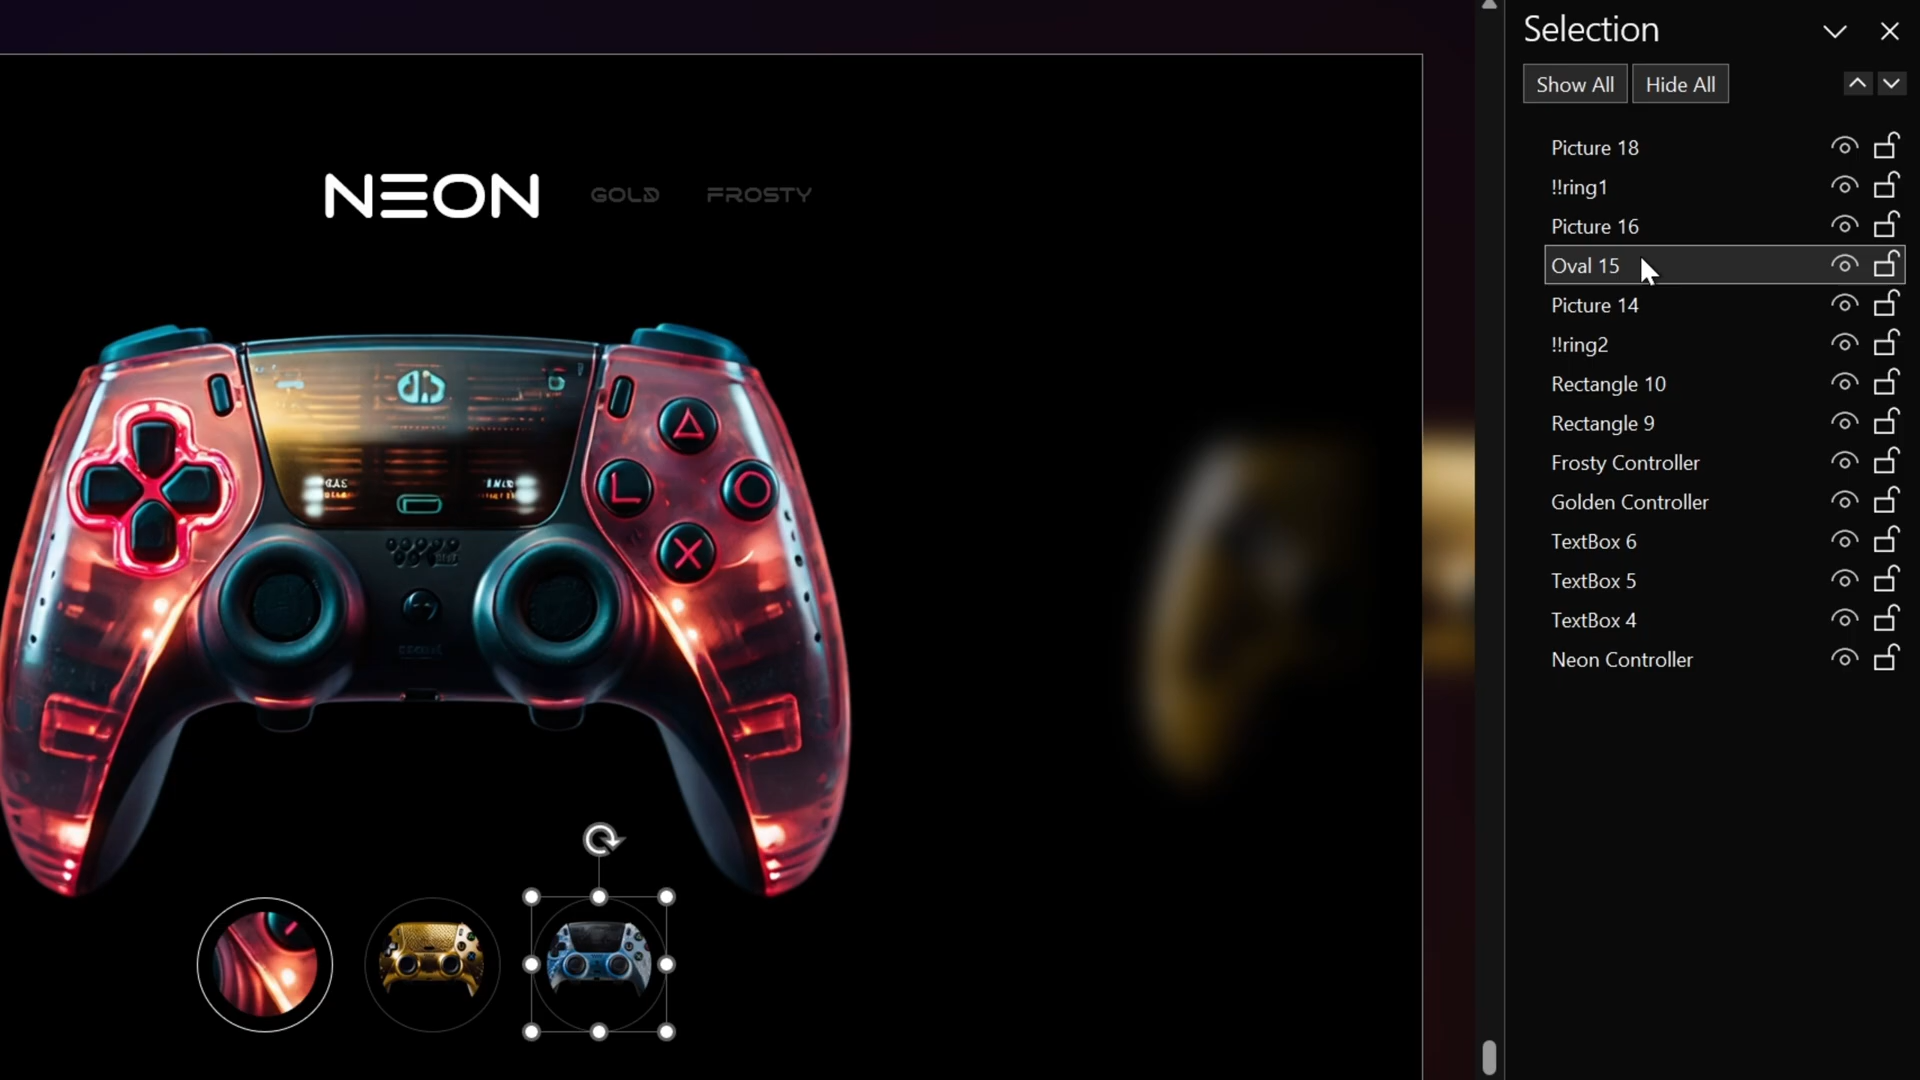 Selection
Show All
Hide All
Picture 18
!!ring1
Picture 16
Oval 15
Picture 14
!!ring2
Rectangle 10
Rectangle 9
Frosty Controller
Golden Controller
TextBox 6
TextBox 5
TextBox 4
Neon Controller
NEON
GOLD
FROSTY